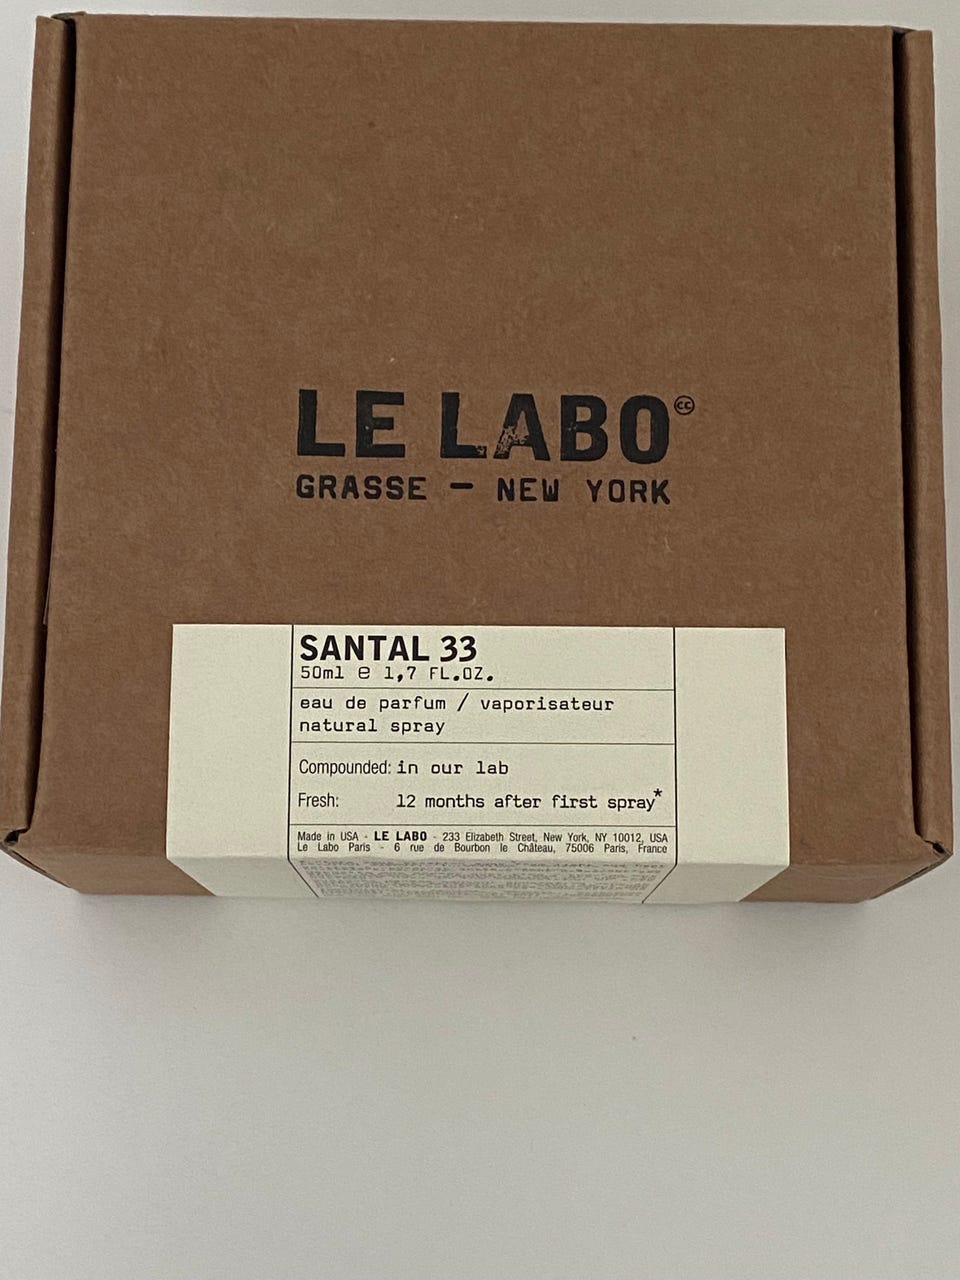 LE LABO
GRASSE — NEW YORK
SANTAL 33
50ml ℮ 1,7 FL.OZ.
eau de parfum / vaporisateur
natural spray
Compounded: in our lab
Fresh: 12 months after first spray*
Made in USA - LE LABO - 233 Elizabeth Street, New York, NY 10012, USA
Le Labo Paris - 6 rue de Bourbon le Château, 75006 Paris, France